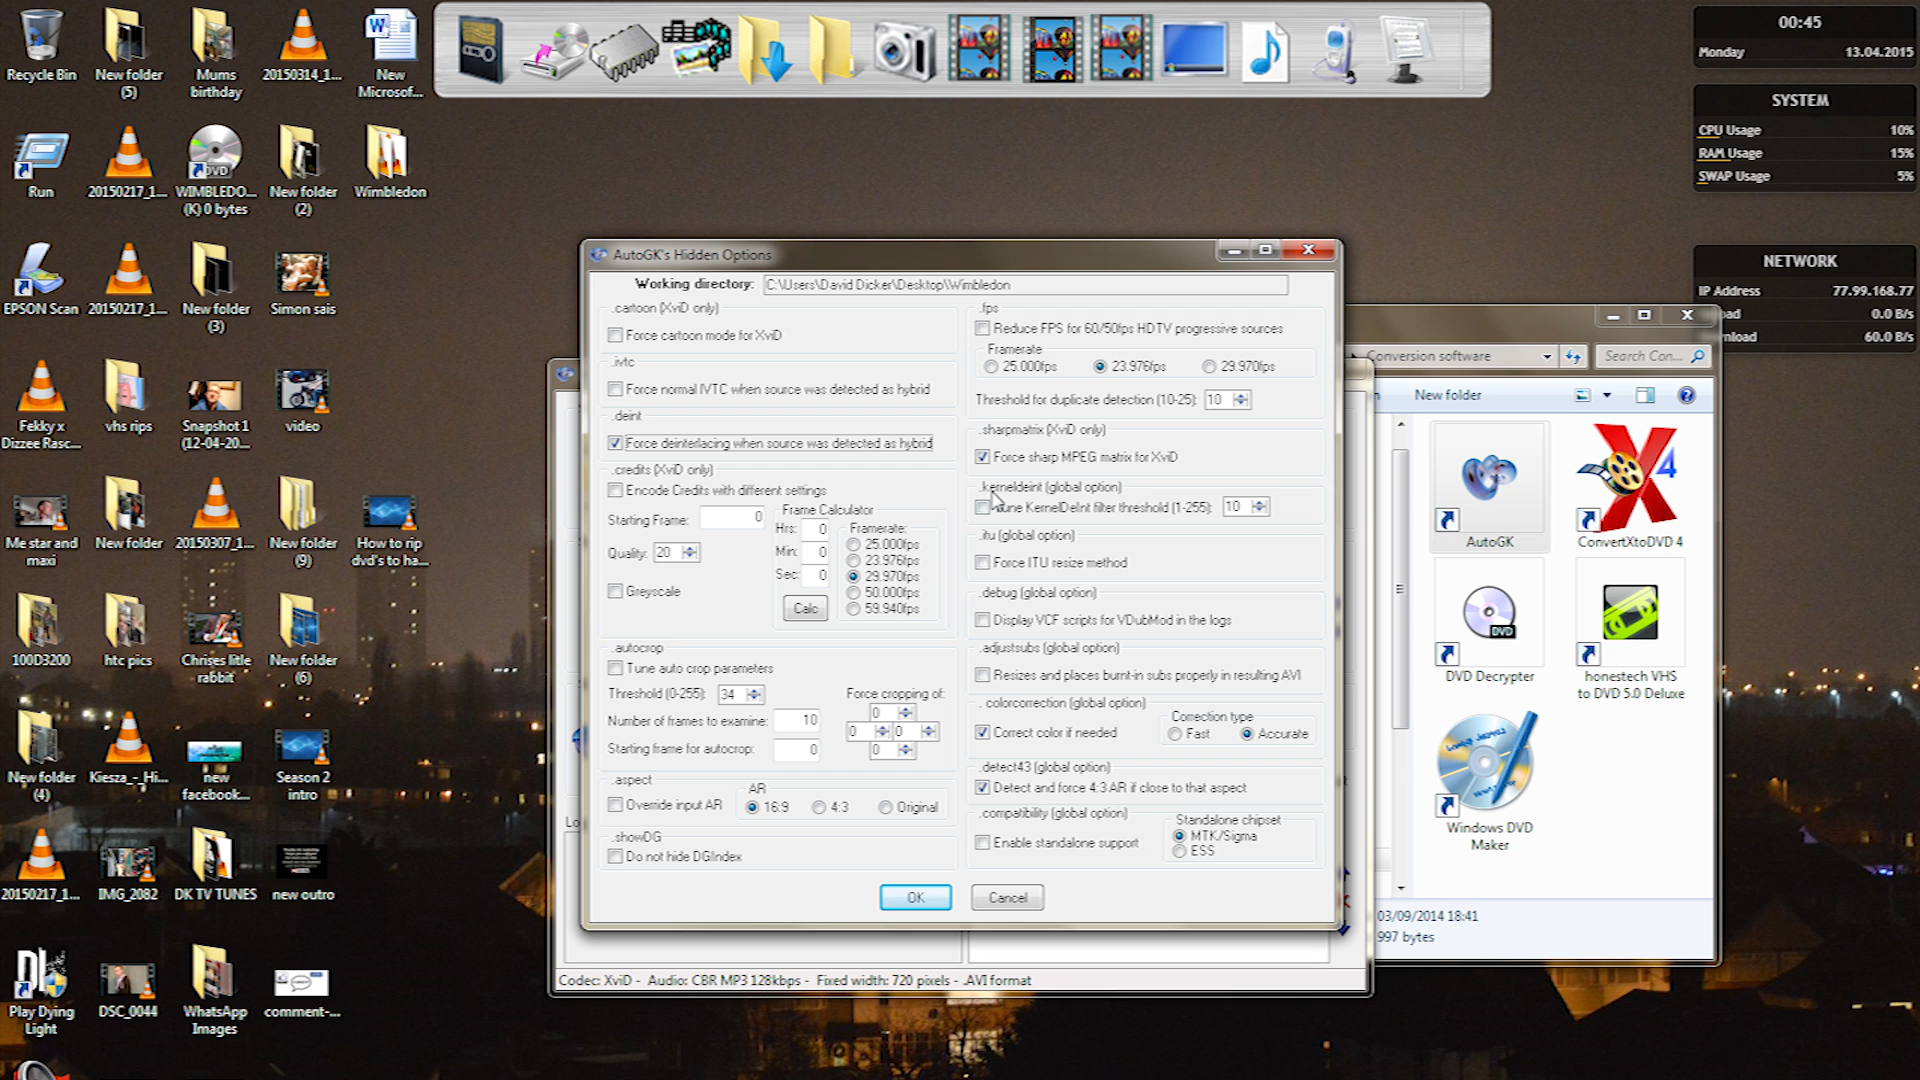 Recycle Bin
New folder
(5)
Mums
birthday
20150314_1...
New
Microsof...
00:45
Monday 13.04.2015
SYSTEM
CPU Usage 10%
RAM Usage 15%
SWAP Usage 5%
NETWORK
IP Address 77.99.168.77
oad 0.0 B/s
nload 60.0 B/s
Run
20150217_1...
WIMBLEDO...
(K) 0 bytes
New folder
(2)
Wimbledon
EPSON Scan
20150217_1...
New folder
(3)
Simon sais
Fekky x
Dizzee Rasc...
vhs rips
Snapshot 1
(12-04-20...
video
Me star and
maxi
New folder
20150307_1...
New folder
(9)
How to rip
dvd's to ha...
100D3200
htc pics
Chrises litle
rabbit
New folder
(6)
New folder
(4)
Kiesza_-_Hi...
new
facebook...
Season 2
intro
20150217_1...
IMG_2082
DK TV TUNES
new outro
Play Dying
Light
DSC_0044
WhatsApp
Images
comment-...
AutoGK's Hidden Options
Working directory: C:\Users\David Dicker\Desktop\Wimbledon
.cartoon (XviD only)
Force cartoon mode for XviD
.ivtc
Force normal IVTC when source was detected as hybrid
.deint
Force deinterlacing when source was detected as hybrid
.credits (XviD only)
Encode Credits with different settings
Starting Frame: 0
Quality: 20
Greyscale
Frame Calculator
Hrs: 0
Min: 0
Sec: 0
Calc
Framerate:
25.000fps
23.976fps
29.970fps
50.000fps
59.940fps
.autocrop
Tune auto crop parameters
Threshold (0-255): 34
Number of frames to examine: 10
Starting frame for autocrop: 0
Force cropping of:
0
0 0
0
.aspect
Override input AR
AR
16:9 4:3 Original
.showDG
Do not hide DGIndex
.fps
Reduce FPS for 60/50fps HDTV progressive sources
Framerate
25.000fps 23.976fps 29.970fps
Threshold for duplicate detection (10-25): 10
.sharpmatrix (XviD only)
Force sharp MPEG matrix for XviD
.kerneldeint (global option)
Tune KernelDeInt filter threshold (1-255): 10
.itu (global option)
Force ITU resize method
.debug (global option)
Display VCF scripts for VDubMod in the logs
.adjustsubs (global option)
Resizes and places burnt-in subs properly in resulting AVI
. colorcorrection (global option)
Correct color if needed
Correction type
Fast Accurate
.detect43 (global option)
Detect and force 4:3 AR if close to that aspect
.compatibility (global option)
Enable standalone support
Standalone chipset
MTK/Sigma
ESS
OK Cancel
Lo
Codec: XviD - Audio: CBR MP3 128kbps - Fixed width: 720 pixels - .AVI format
Conversion software
Search Con...
New folder
AutoGK
ConvertXtoDVD 4
DVD
DVD Decrypter
honestech VHS
to DVD 5.0 Deluxe
Windows DVD
Maker
03/09/2014 18:41
997 bytes